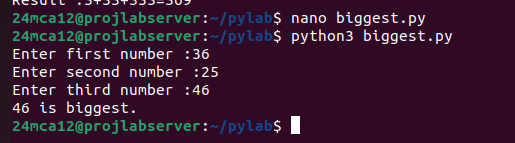 Result :3+33+333=369
24mca12@projlabserver:~/pylab$ nano biggest.py
24mca12@projlabserver:~/pylab$ python3 biggest.py
Enter first number :36
Enter second number :25
Enter third number :46
46 is biggest.
24mca12@projlabserver:~/pylab$